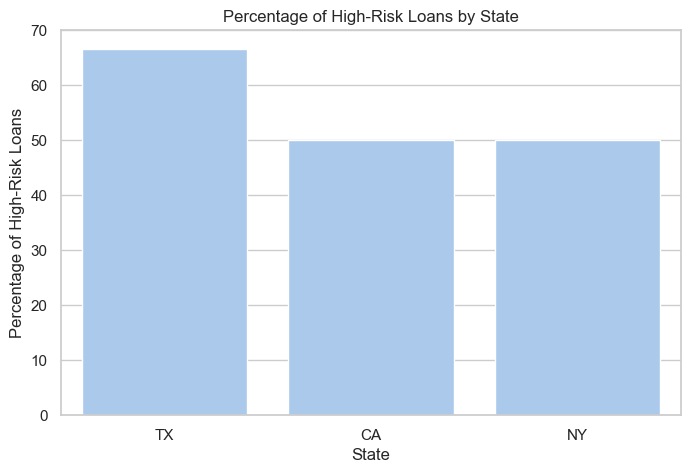 Percentage of High-Risk Loans by State
Percentage of High-Risk Loans
70
60
50
40
30
20
10
0
TX CA NY
State